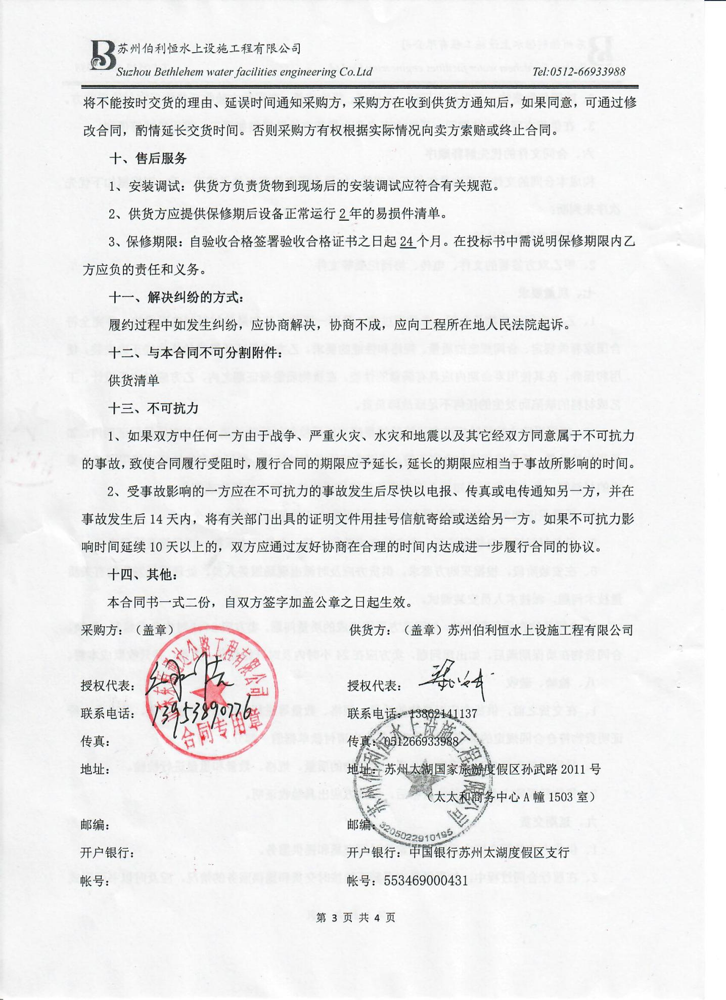 苏州伯利恒水上设施工程有限公司
Suzhou Bethlehem water facilities engineering Co.Ltd Tel:0512-66933988
将不能按时交货的理由、延误时间通知采购方，采购方在收到供货方通知后，如果同意，可通过修
改合同，酌情延长交货时间。否则采购方有权根据实际情况向卖方索赔或终止合同。
十、售后服务
1、安装调试：供货方负责货物到现场后的安装调试应符合有关规范。
2、供货方应提供保修期后设备正常运行 2 年的易损件清单。
3、保修期限：自验收合格签署验收合格证书之日起 24 个月。在投标书中需说明保修期限内乙
方应负的责任和义务。
十一、解决纠纷的方式：
履约过程中如发生纠纷，应协商解决，协商不成，应向工程所在地人民法院起诉。
十二、与本合同不可分割附件：
供货清单
十三、不可抗力
1、如果双方中任何一方由于战争、严重火灾、水灾和地震以及其它经双方同意属于不可抗力
的事故，致使合同履行受阻时，履行合同的期限应予延长，延长的期限应相当于事故所影响的时间。
2、受事故影响的一方应在不可抗力的事故发生后尽快以电报、传真或电传通知另一方，并在
事故发生后 14 天内，将有关部门出具的证明文件用挂号信航寄给或送给另一方。如果不可抗力影
响时间延续 10 天以上的，双方应通过友好协商在合理的时间内达成进一步履行合同的协议。
十四、其他：
本合同书一式二份，自双方签字加盖公章之日起生效。
采购方：（盖章） 供货方：（盖章）苏州伯利恒水上设施工程有限公司
通达公路工程有限公司
合同专用章
授权代表： 授权代表：
联系电话：13953890776 联系电话：13862141137
传真： 传真：051266933988
地址： 地址：苏州太湖国家旅游度假区孙武路 2011 号
（太太和商务中心 A 幢 1503 室）
苏州伯利恒水上设施工程有限公司
3205022910195
邮编： 邮编
开户银行： 开户银行：中国银行苏州太湖度假区支行
帐号： 帐号：553469000431
第 3 页 共 4 页